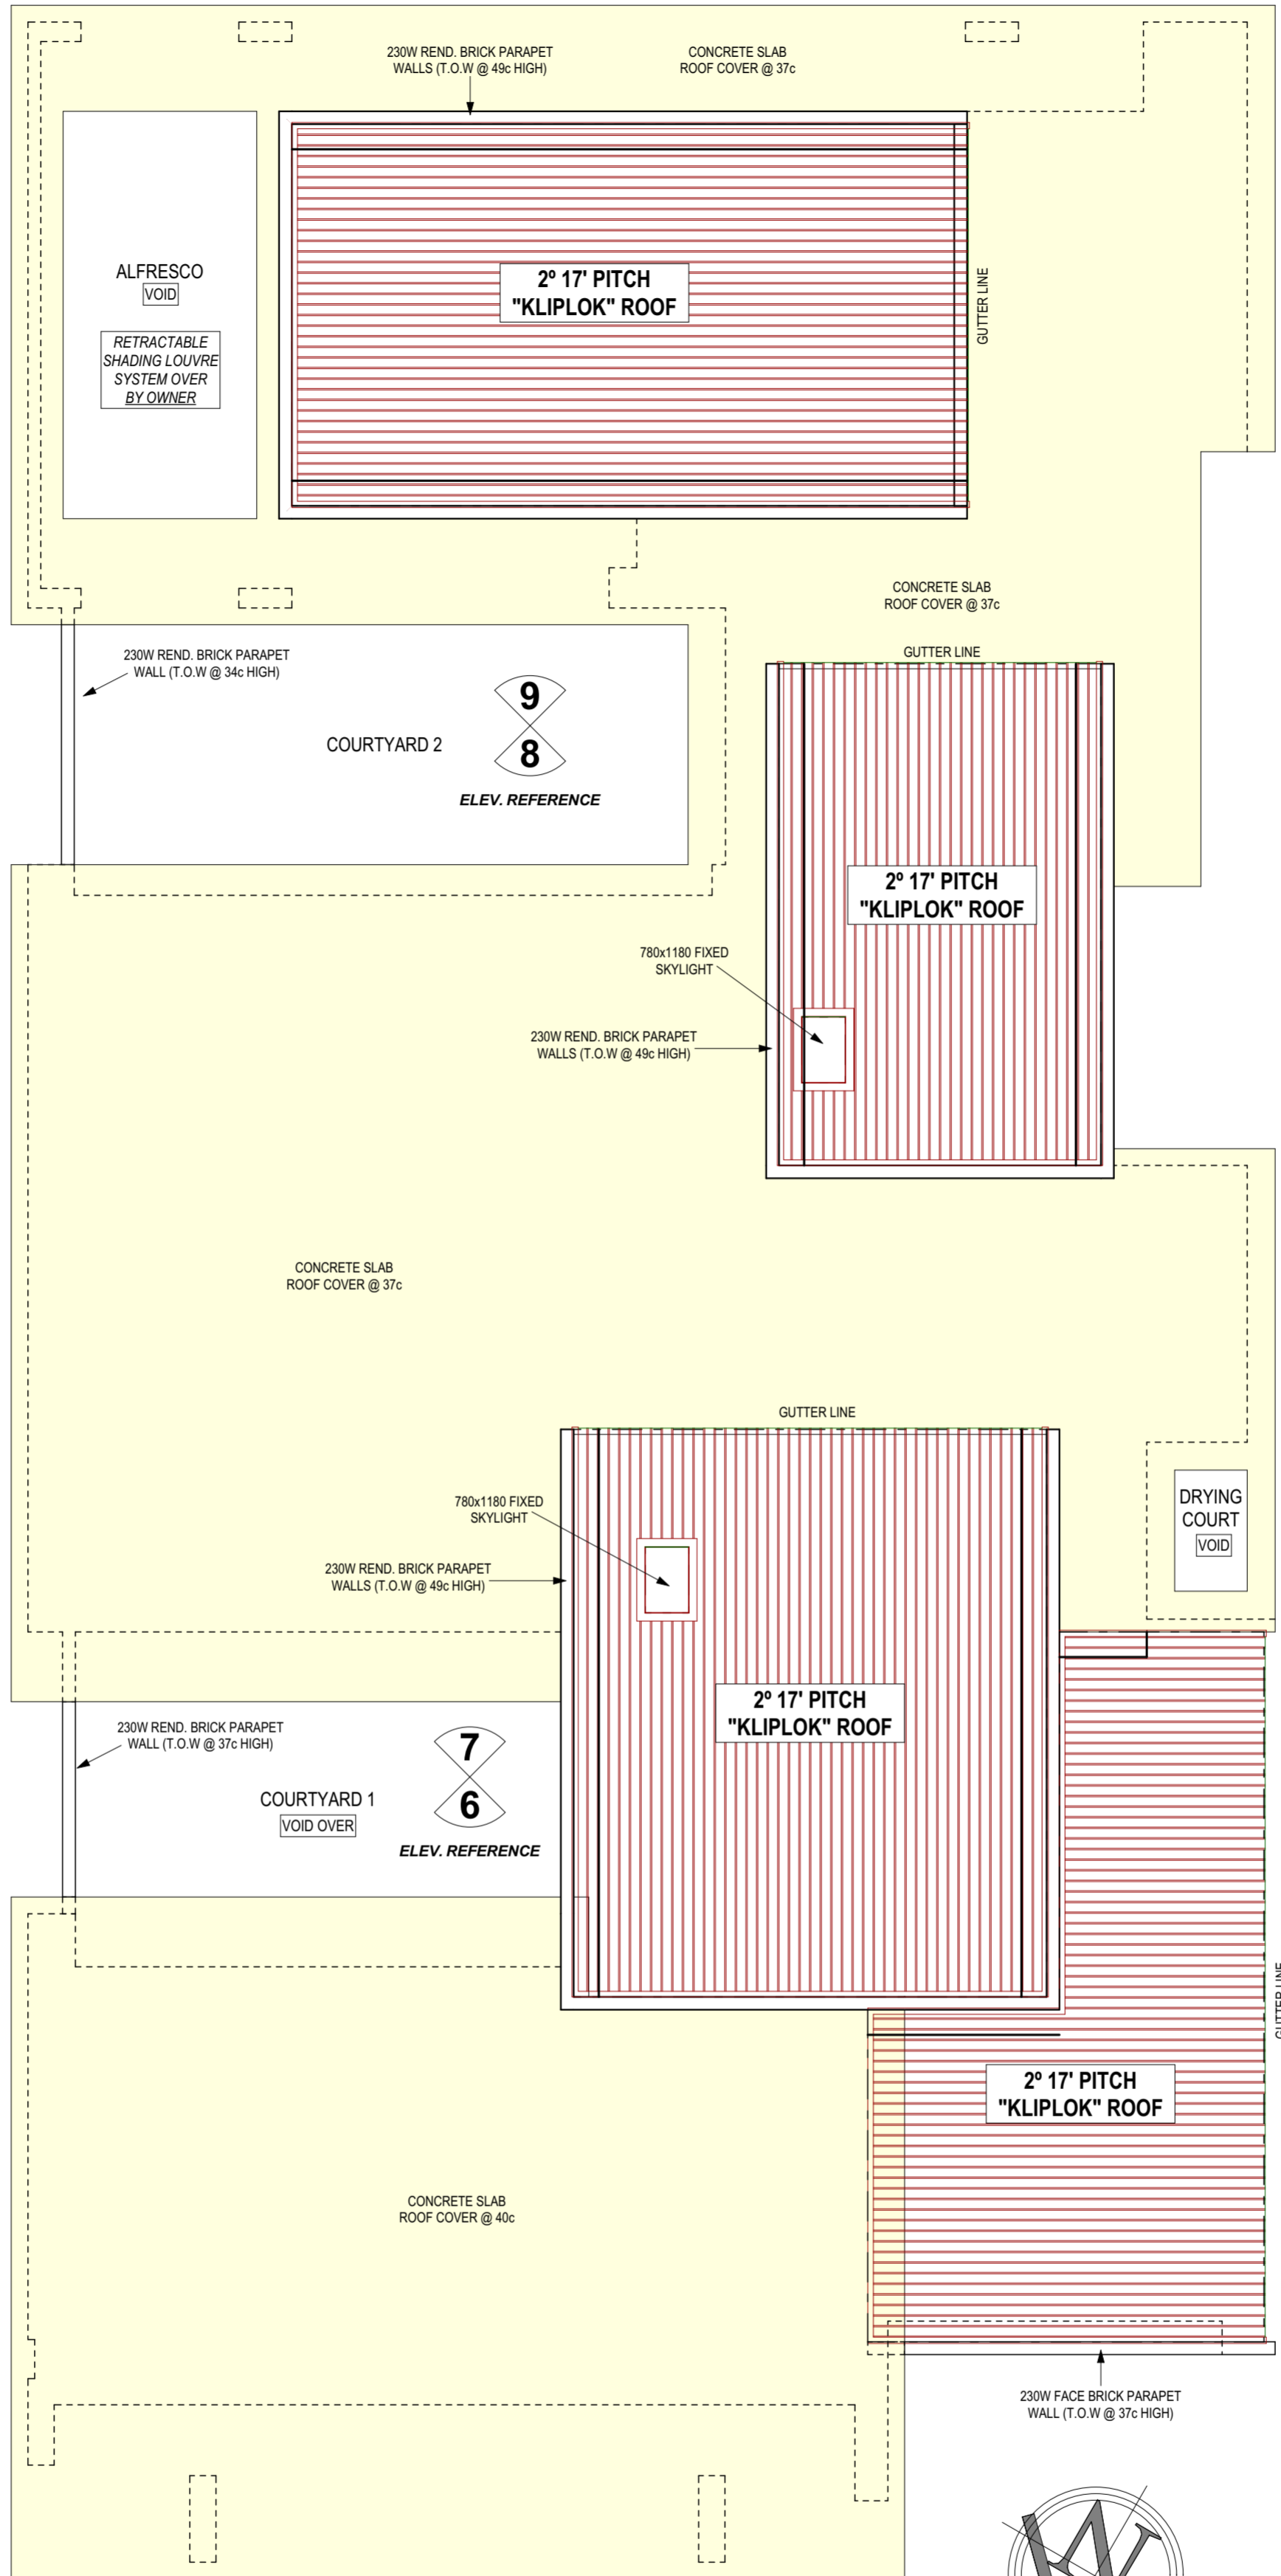 230W REND. BRICK PARAPET
WALLS (T.O.W @ 49c HIGH)
CONCRETE SLAB
ROOF COVER @ 37c
ALFRESCO
VOID
RETRACTABLE
SHADING LOUVRE
SYSTEM OVER
BY OWNER
2º 17' PITCH
"KLIPLOK" ROOF
GUTTER LINE
CONCRETE SLAB
ROOF COVER @ 37c
230W REND. BRICK PARAPET
WALL (T.O.W @ 34c HIGH)
GUTTER LINE
COURTYARD 2
9
8
ELEV. REFERENCE
2º 17' PITCH
"KLIPLOK" ROOF
780x1180 FIXED
SKYLIGHT
230W REND. BRICK PARAPET
WALLS (T.O.W @ 49c HIGH)
CONCRETE SLAB
ROOF COVER @ 37c
GUTTER LINE
780x1180 FIXED
SKYLIGHT
DRYING
COURT
VOID
230W REND. BRICK PARAPET
WALLS (T.O.W @ 49c HIGH)
2º 17' PITCH
"KLIPLOK" ROOF
230W REND. BRICK PARAPET
WALL (T.O.W @ 37c HIGH)
COURTYARD 1
VOID OVER
7
6
ELEV. REFERENCE
GUTTER LINE
2º 17' PITCH
"KLIPLOK" ROOF
CONCRETE SLAB
ROOF COVER @ 40c
230W FACE BRICK PARAPET
WALL (T.O.W @ 37c HIGH)